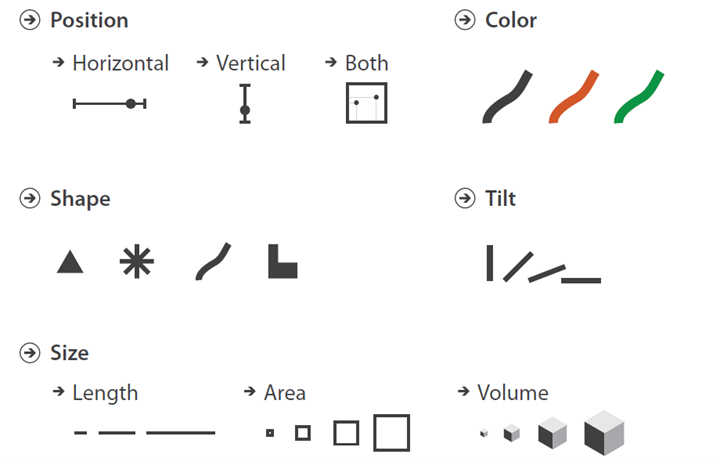 Position
Horizontal
Vertical
Both
Color
Shape
Tilt
Size
Length
Area
Volume